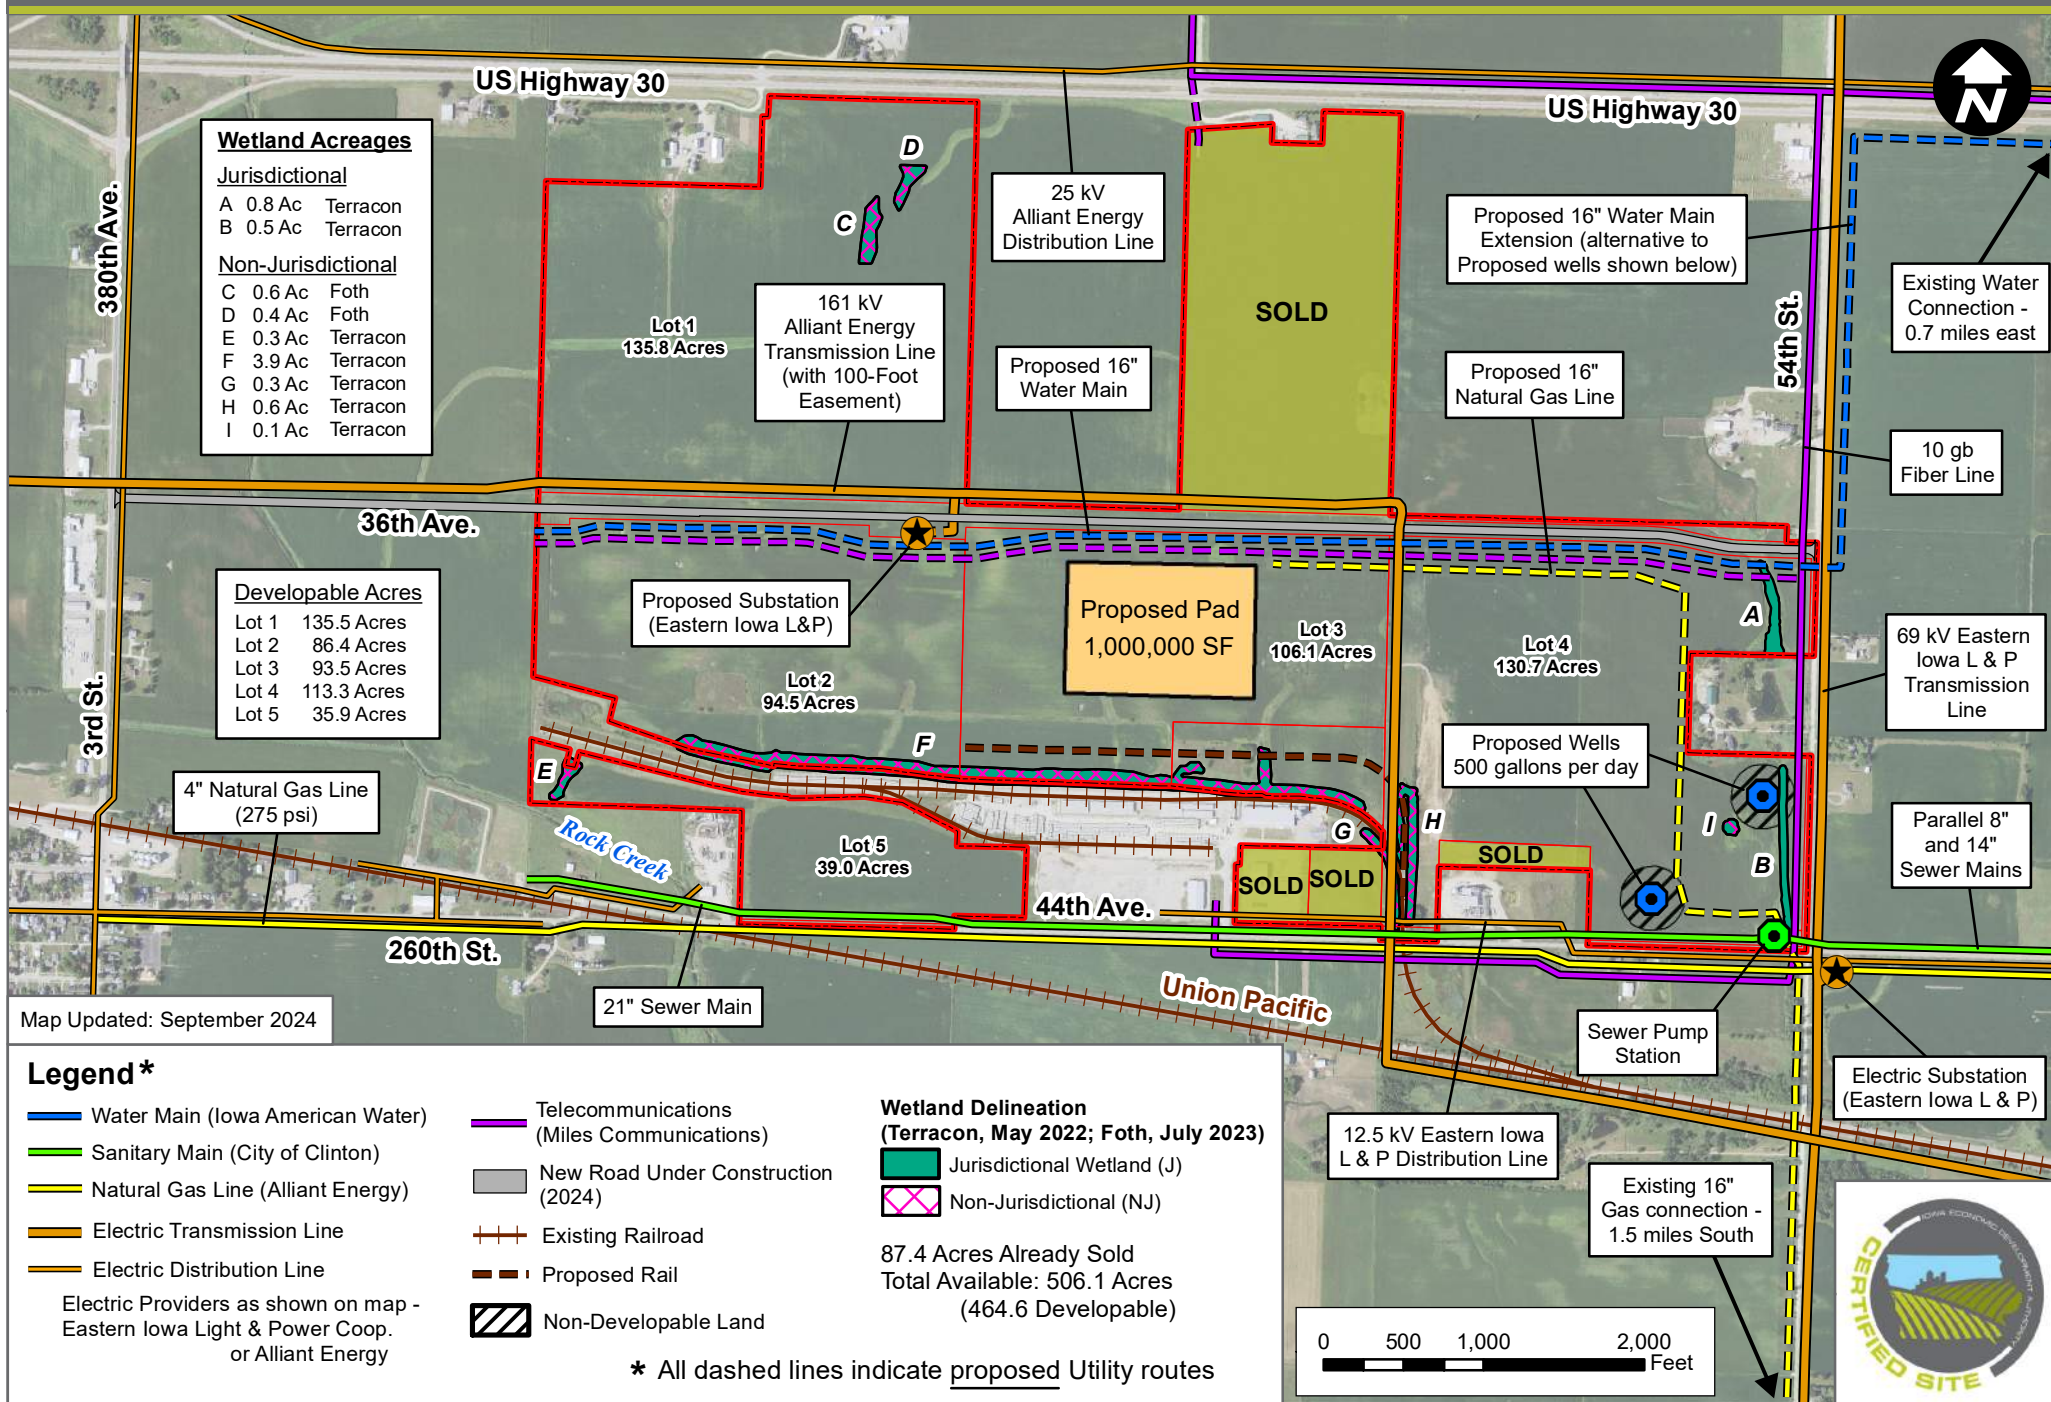 US Highway 30
US Highway 30
N
Wetland Acreages
Jurisdictional
A 0.8 Ac Terracon
B 0.5 Ac Terracon
Non-Jurisdictional
C 0.6 Ac Foth
D 0.4 Ac Foth
E 0.3 Ac Terracon
F 3.9 Ac Terracon
G 0.3 Ac Terracon
H 0.6 Ac Terracon
I 0.1 Ac Terracon
380th Ave.
D
C
25 kV
Alliant Energy
Distribution Line
SOLD
Proposed 16" Water Main
Extension (alternative to
Proposed wells shown below)
Existing Water
Connection -
0.7 miles east
54th St.
Lot 1
135.8 Acres
161 kV
Alliant Energy
Transmission Line
(with 100-Foot
Easement)
Proposed 16"
Water Main
Proposed 16"
Natural Gas Line
10 gb
Fiber Line
36th Ave.
Developable Acres
Lot 1 135.5 Acres
Lot 2 86.4 Acres
Lot 3 93.5 Acres
Lot 4 113.3 Acres
Lot 5 35.9 Acres
3rd St.
Proposed Substation
(Eastern Iowa L&P)
Proposed Pad
1,000,000 SF
Lot 3
106.1 Acres
Lot 4
130.7 Acres
A
69 kV Eastern
Iowa L & P
Transmission
Line
Lot 2
94.5 Acres
F
E
Proposed Wells
500 gallons per day
4" Natural Gas Line
(275 psi)
Rock Creek
Lot 5
39.0 Acres
G
H
I
B
SOLD
SOLD
SOLD
Parallel 8"
and 14"
Sewer Mains
44th Ave.
260th St.
21" Sewer Main
Union Pacific
Sewer Pump
Station
Electric Substation
(Eastern Iowa L & P)
12.5 kV Eastern Iowa
L & P Distribution Line
Existing 16"
Gas connection -
1.5 miles South
Map Updated: September 2024
Legend*
Water Main (Iowa American Water)
Sanitary Main (City of Clinton)
Natural Gas Line (Alliant Energy)
Electric Transmission Line
Electric Distribution Line
Electric Providers as shown on map -
Eastern Iowa Light & Power Coop.
or Alliant Energy
Telecommunications
(Miles Communications)
New Road Under Construction
(2024)
Existing Railroad
Proposed Rail
Non-Developable Land
Wetland Delineation
(Terracon, May 2022; Foth, July 2023)
Jurisdictional Wetland (J)
Non-Jurisdictional (NJ)
87.4 Acres Already Sold
Total Available: 506.1 Acres
(464.6 Developable)
* All dashed lines indicate proposed Utility routes
0 500 1,000 2,000
Feet
IOWA ECONOMIC DEVELOPMENT AUTHORITY
CERTIFIED SITE